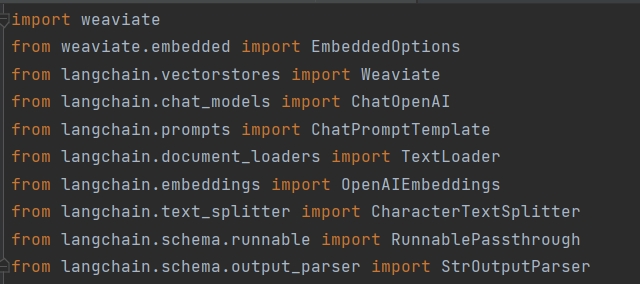 import weaviate
from weaviate.embedded import EmbeddedOptions
from langchain.vectorstores import Weaviate
from langchain.chat_models import ChatOpenAI
from langchain.prompts import ChatPromptTemplate
from langchain.document_loaders import TextLoader
from langchain.embeddings import OpenAIEmbeddings
from langchain.text_splitter import CharacterTextSplitter
from langchain.schema.runnable import RunnablePassthrough
from langchain.schema.output_parser import StrOutputParser